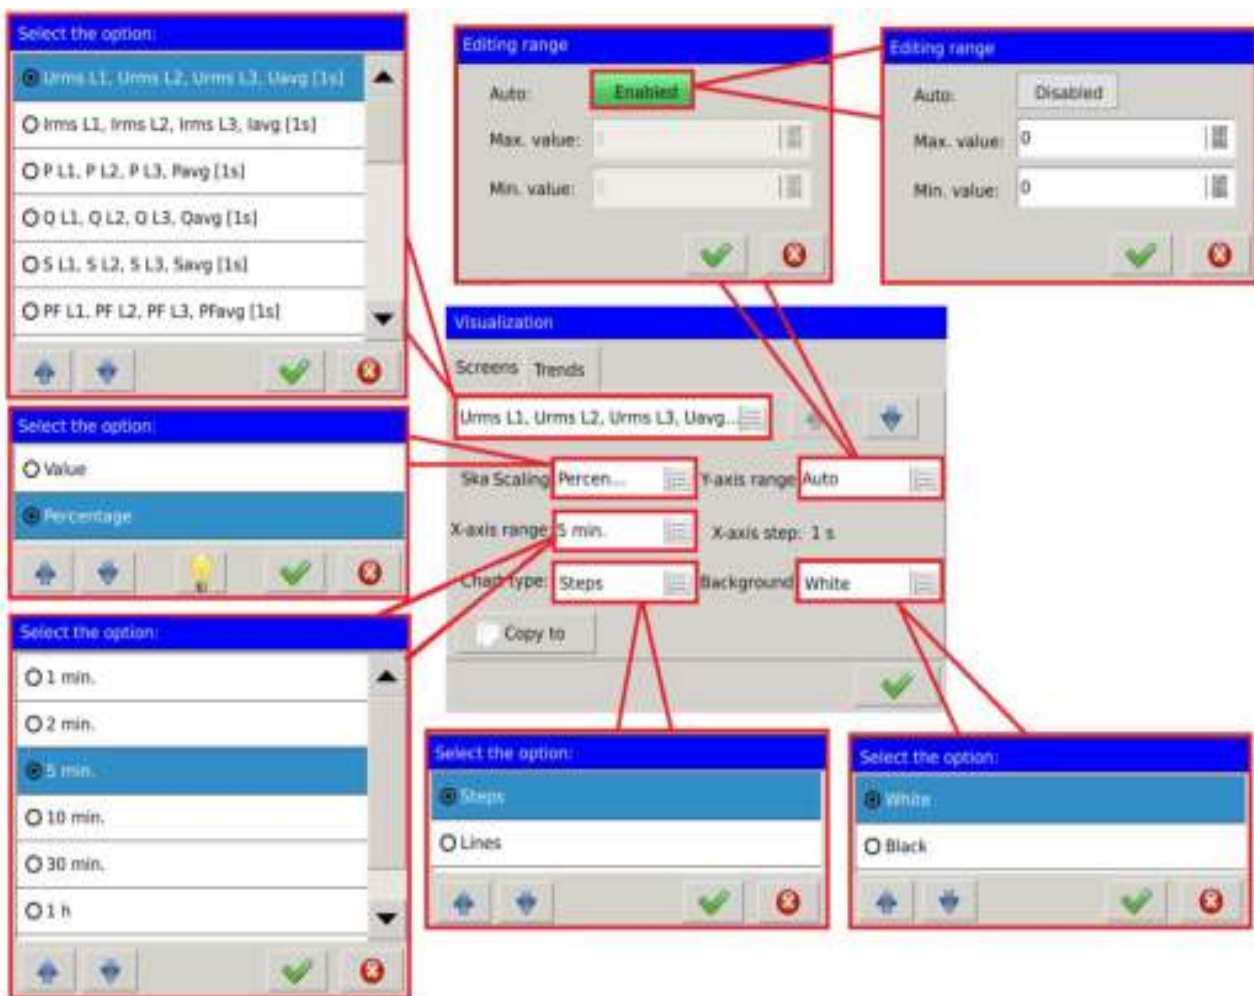 Select the option:
Urms L1, Urms L2, Urms L3, Uavg [1s]
Irms L1, Irms L2, Irms L3, Iavg [1s]
P L1, P L2, P L3, Pavg [1s]
Q L1, Q L2, Q L3, Qavg [1s]
S L1, S L2, S L3, Savg [1s]
PF L1, PF L2, PF L3, PFavg [1s]
Editing range
Auto:
Enabled
Max. value:
Min. value:
Editing range
Auto:
Disabled
Max. value:
0
Min. value:
0
Visualization
Screens
Trends
Urms L1, Urms L2, Urms L3, Uavg...
Ska Scaling
Percen...
Y-axis range
Auto
X-axis range:
5 min.
X-axis step: 1 s
Chart type:
Steps
Background
White
Copy to
Select the option:
Value
Percentage
Select the option:
1 min.
2 min.
5 min.
10 min.
30 min.
1 h
Select the option:
Steps
Lines
Select the option:
White
Black